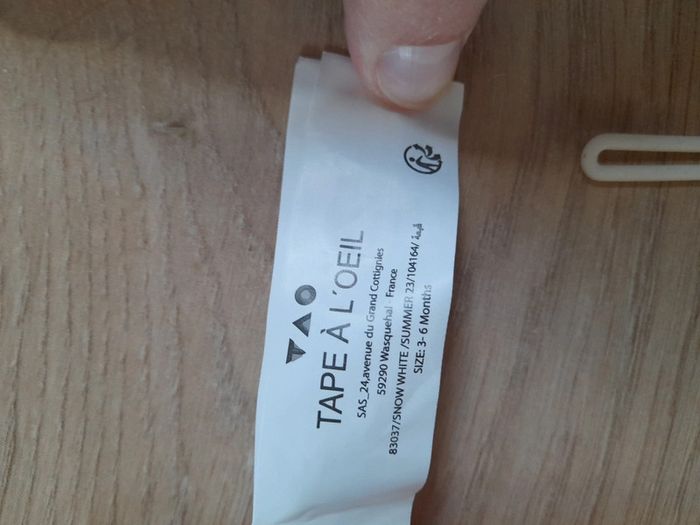 TAPE À L'OEIL
SAS_24,avenue du Grand Cottignies
59290 Wasquehal - France
83037/SNOW WHITE /SUMMER 23/104164/
SIZE: 3- 6 Months